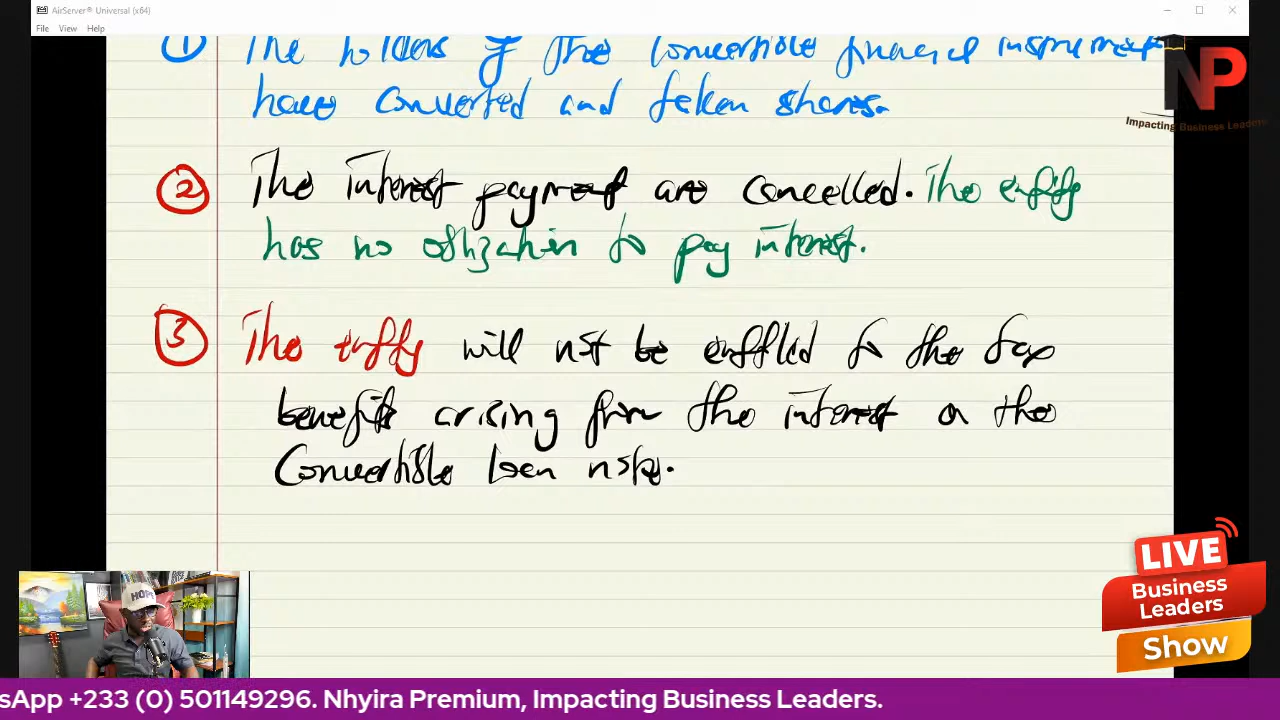 AirServer® Universal (x64)
File View Help
① The holders of the convertible financial instrument
have converted and taken shares.
② The interest payment are cancelled. The entity
has no obligation to pay interest.
③ The entity will not be entitled to the tax
benefit arising from the interest on the
Convertible loan note.
NP
Impacting Business Leaders
HOPE
LIVE
Business
Leaders
Show
sApp +233 (0) 501149296. Nhyira Premium, Impacting Business Leaders.